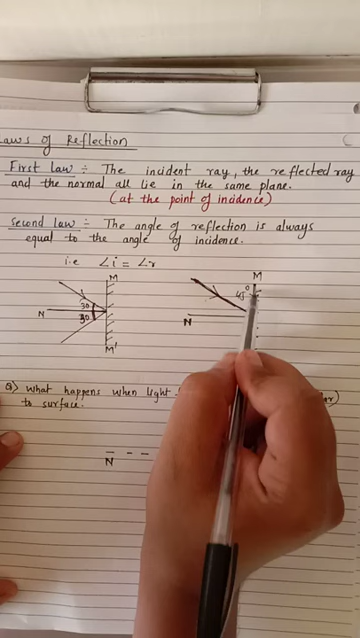 Laws of Reflection
First Law :- The incident ray, the reflected ray
and the normal all lie in the same plane.
(at the point of incidence)
Second law :- The angle of reflection is always
equal to the angle of incidence.
i.e ∠i = ∠r
M
M
N
30
30
45°
N
M'
Q) What happens when light
to surface.
N